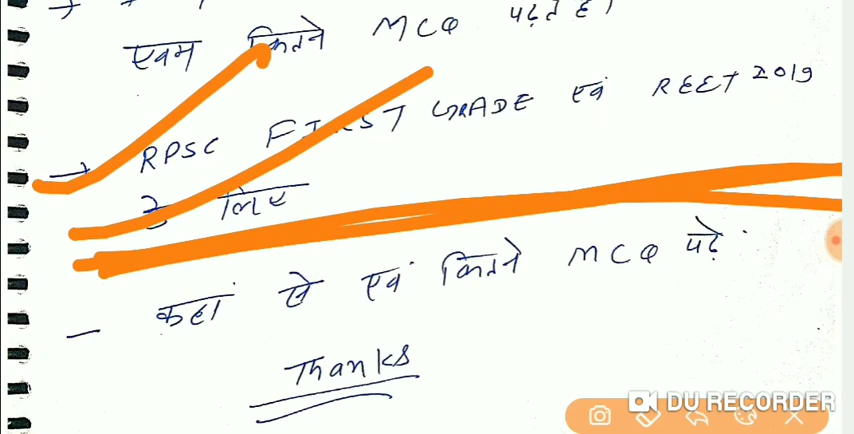 एवम कितने MCQ पढ़ते है।
→ RPSC FIRST GRADE एवं REET 2019
के लिए
- कहां से एवं कितने MCQ पढ़े
Thanks
DU RECORDER